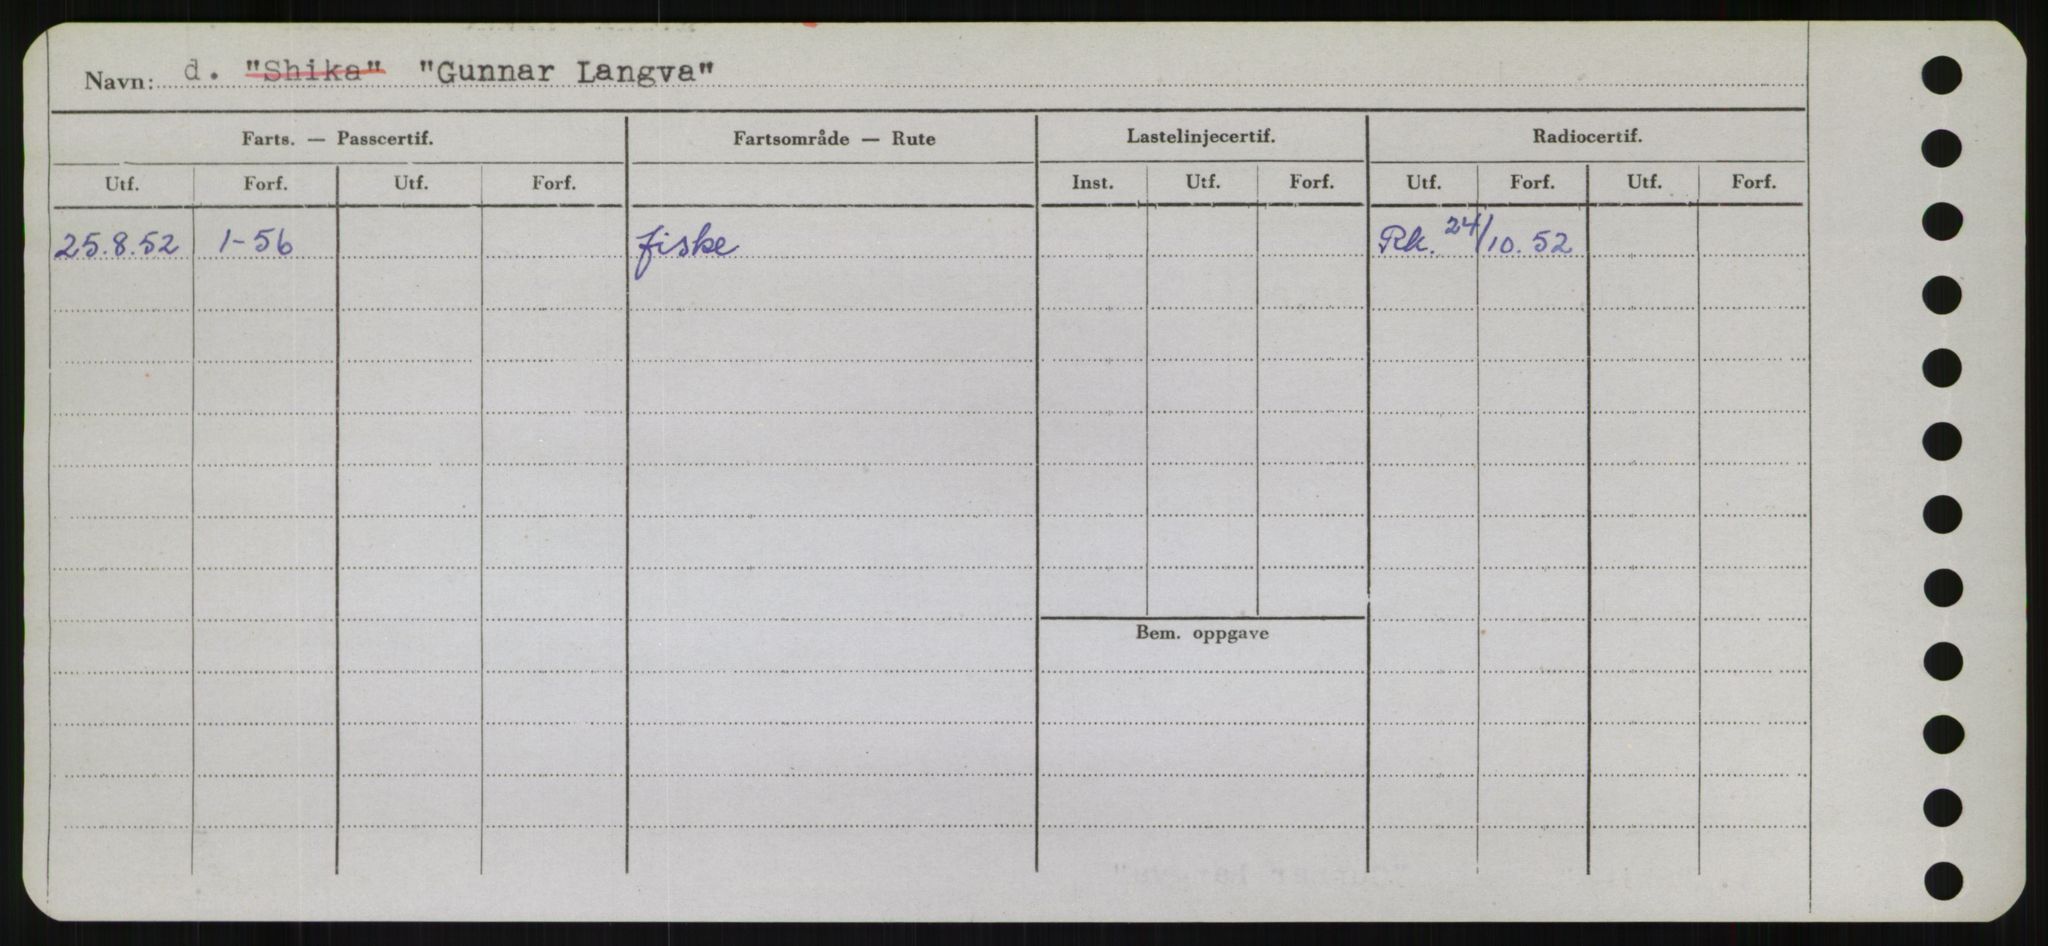 Navn: d. "Shika" "Gunnar Langva"
Farts. — Passcertif. Fartsområde — Rute Lastelinjecertif. Radiocertif.
Utf. Forf. Utf. Forf. Inst. Utf. Forf. Utf. Forf. Utf. Forf.
25.8.52 1-56 fiske Rk. 24/10.52
Bem. oppgave